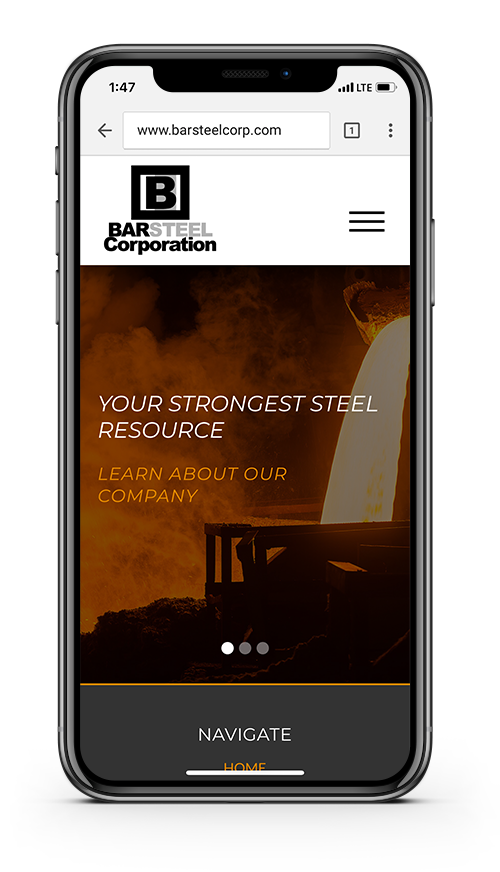 1:47
LTE
www.barsteelcorp.com
1
B
BARSTEEL
Corporation
YOUR STRONGEST STEEL
RESOURCE
LEARN ABOUT OUR
COMPANY
NAVIGATE
HOME